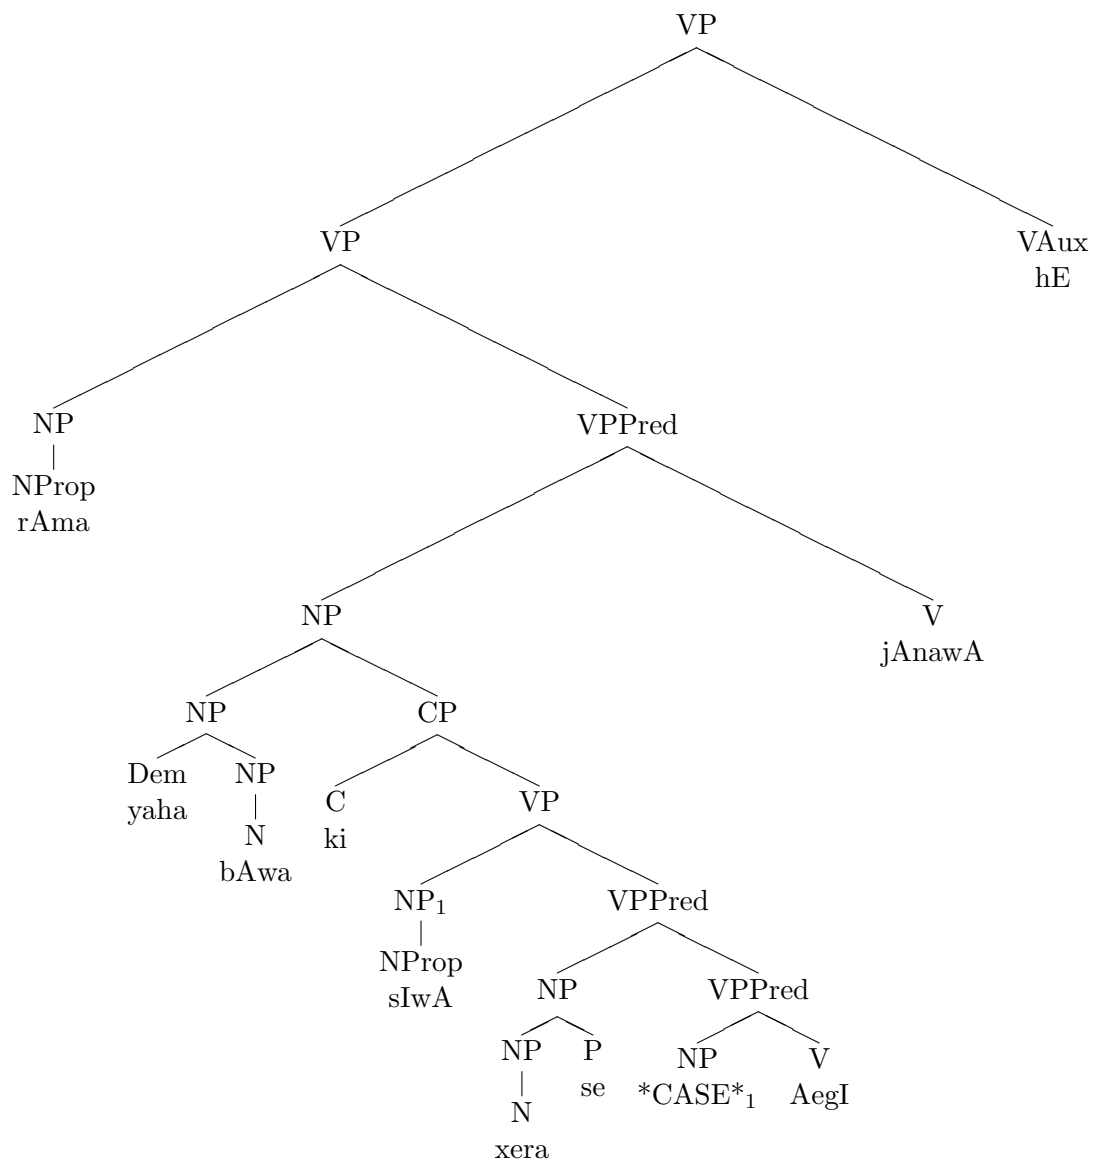 VP
VP VAux
hE
NP VPPred
NProp
rAma
NP V
jAnawA
NP CP
Dem NP C VP
yaha N ki
bAwa
NP₁ VPPred
NProp
sIwA NP VPPred
NP P NP V
se *CASE*₁ AegI
N
xera